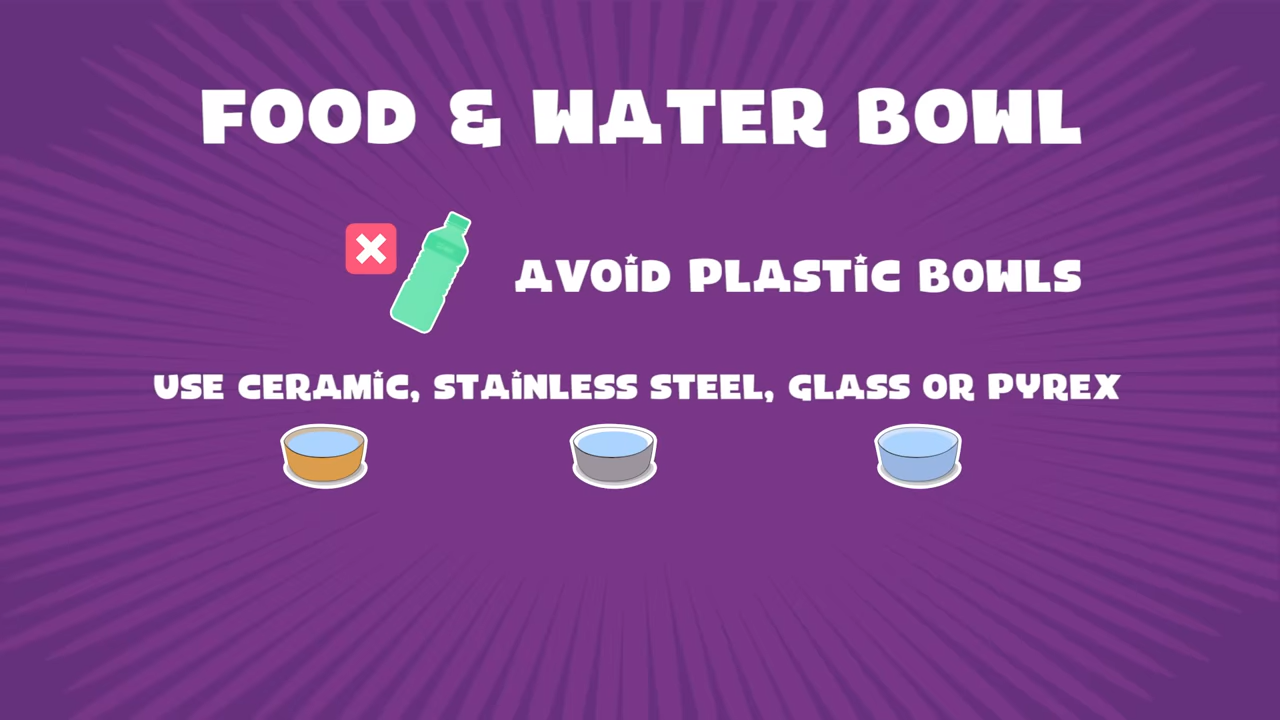 FOOD & WATER BOWL
AVOiD PLASTiC BOWLS
USE CERAMiC, STAiNLESS STEEL, GLASS OR PYREX